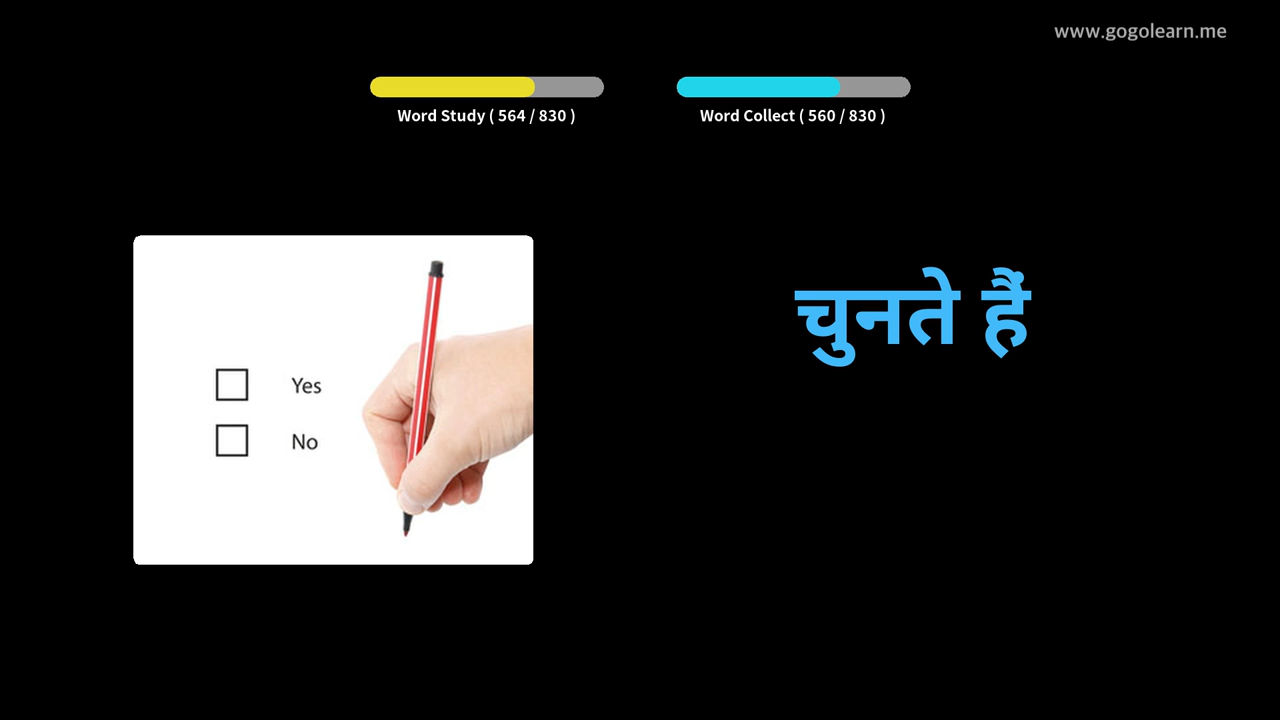 www.gogolearn.me
Word Study ( 564 / 830 )
Word Collect ( 560 / 830 )
चुनते हैं
Yes
No